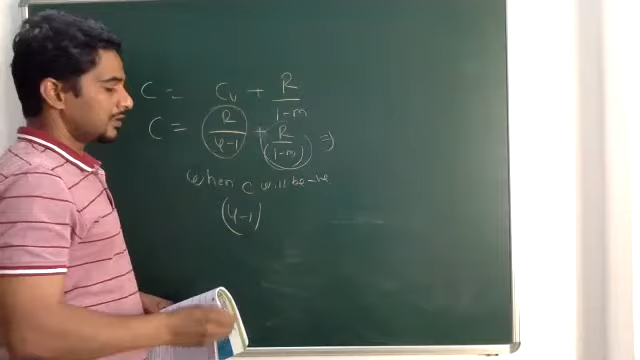 C = Cv + R/1-m
C = R/γ-1 + (R/1-m) ⇒
when C will be -ve
(γ-1)